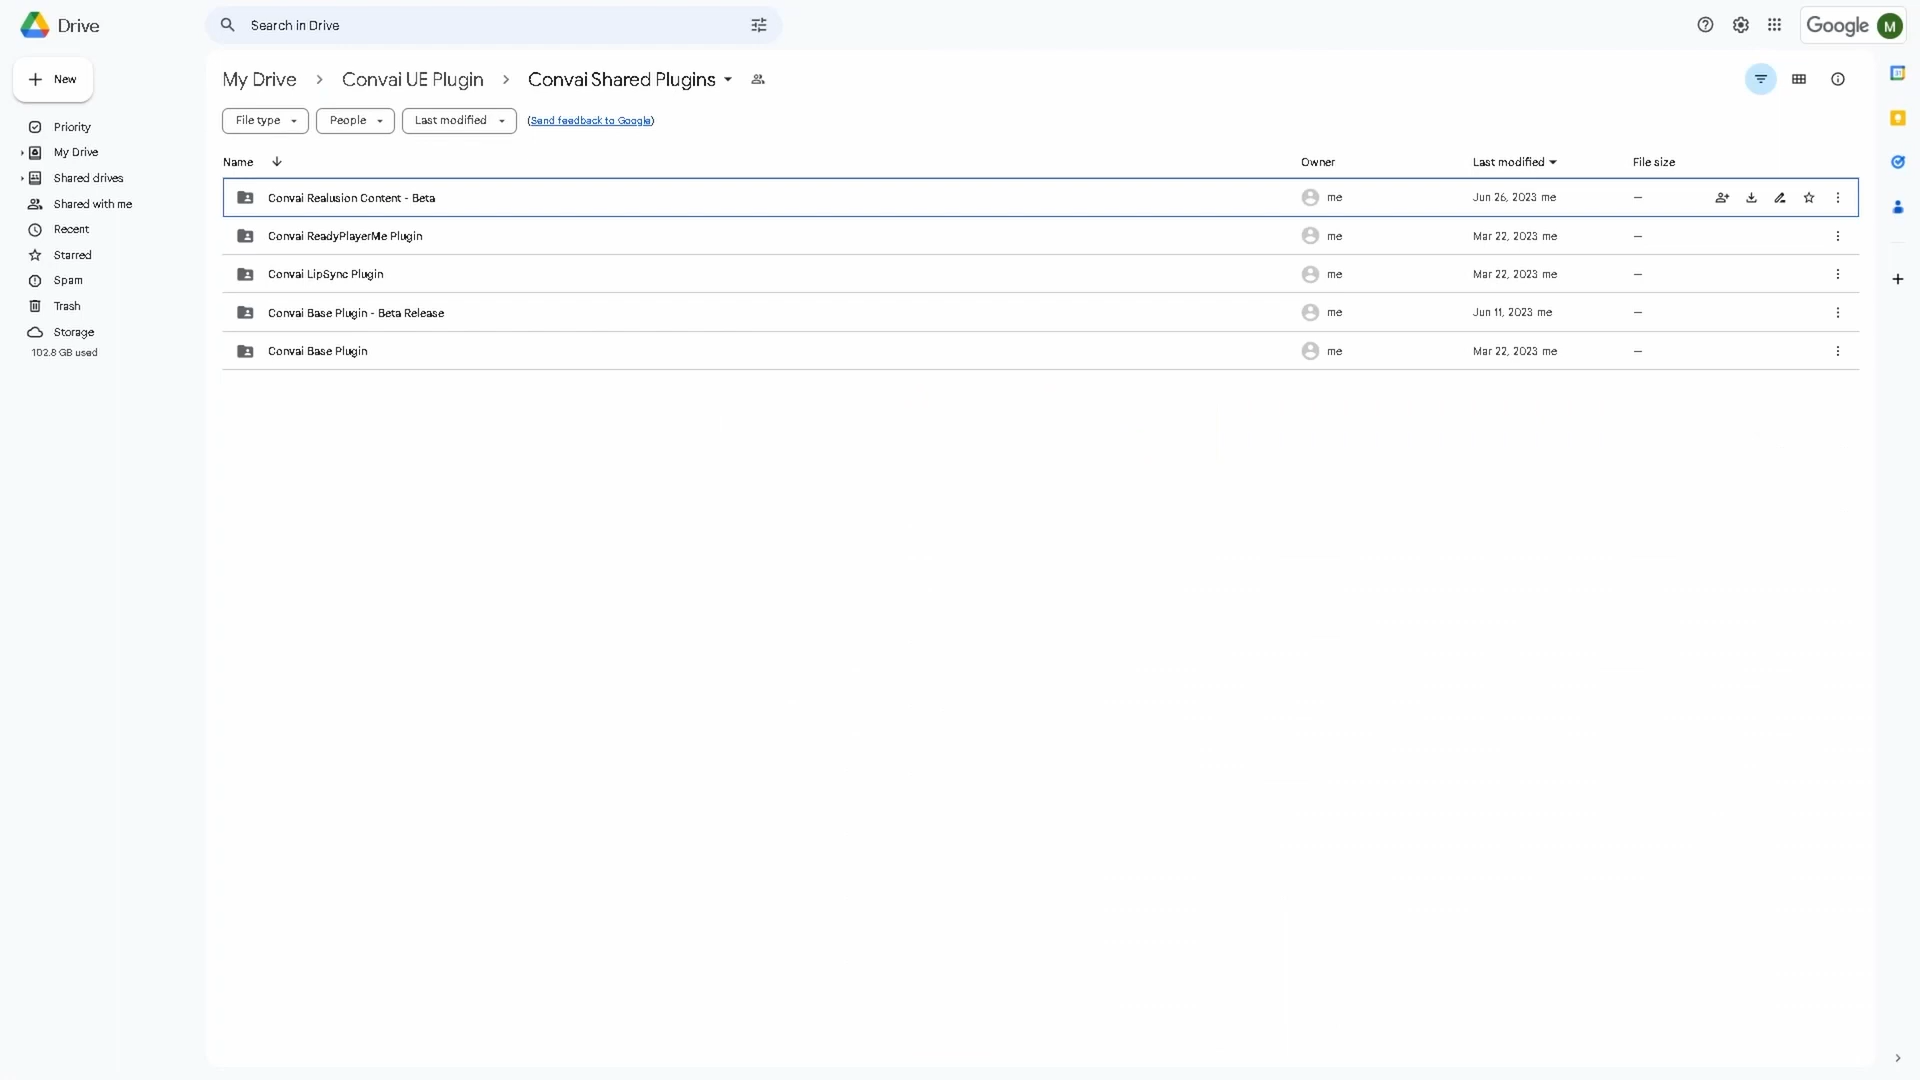 Drive
Search in Drive
Google M
New
My Drive > Convai UE Plugin > Convai Shared Plugins
File type
People
Last modified
(Send feedback to Google)
Priority
My Drive
Shared drives
Shared with me
Recent
Starred
Spam
Trash
Storage
102.8 GB used
Name Owner Last modified File size
Convai Realusion Content - Beta me Jun 26, 2023 me —
Convai ReadyPlayerMe Plugin me Mar 22, 2023 me —
Convai LipSync Plugin me Mar 22, 2023 me —
Convai Base Plugin - Beta Release me Jun 11, 2023 me —
Convai Base Plugin me Mar 22, 2023 me —